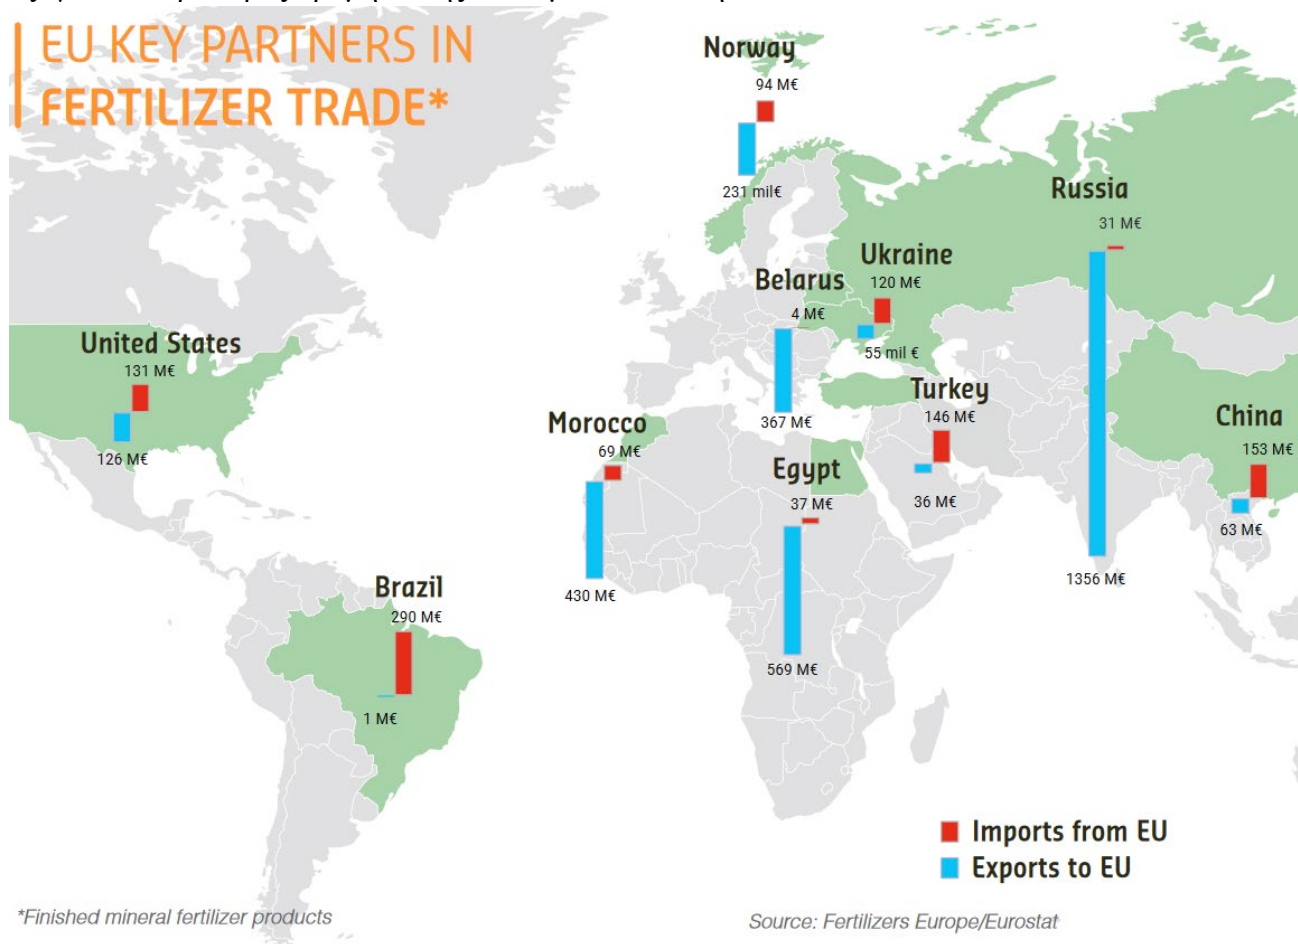 EU KEY PARTNERS IN
FERTILIZER TRADE*
Norway
94 M€
231 mil€
Russia
31 M€
1356 M€
Ukraine
120 M€
55 mil €
Belarus
4 M€
367 M€
United States
131 M€
126 M€
Turkey
146 M€
36 M€
China
153 M€
63 M€
Morocco
69 M€
430 M€
Egypt
37 M€
569 M€
Brazil
290 M€
1 M€
Imports from EU
Exports to EU
*Finished mineral fertilizer products
Source: Fertilizers Europe/Eurostat